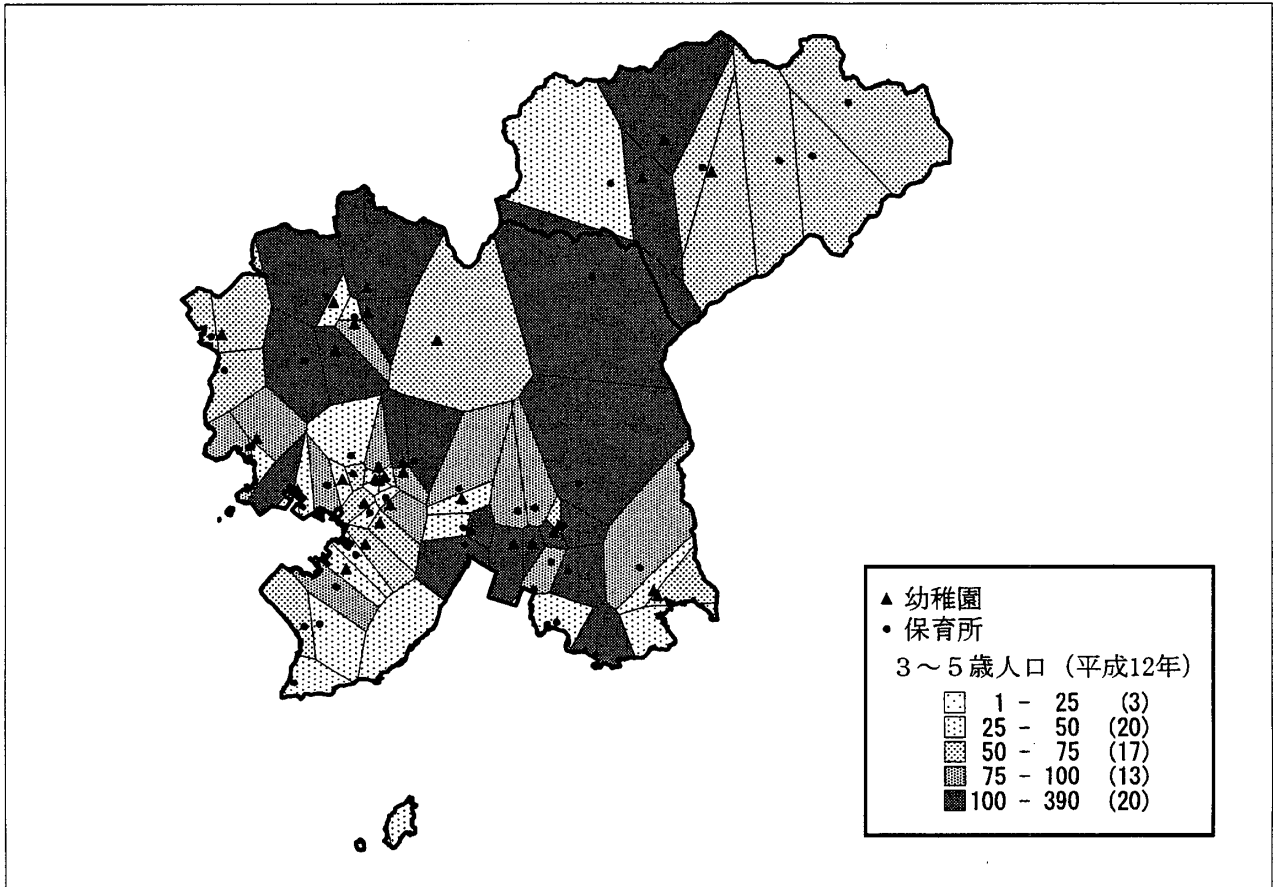 ▲ 幼稚園
● 保育所
3～5歳人口 (平成12年)
1 - 25 (3)
25 - 50 (20)
50 - 75 (17)
75 - 100 (13)
100 - 390 (20)